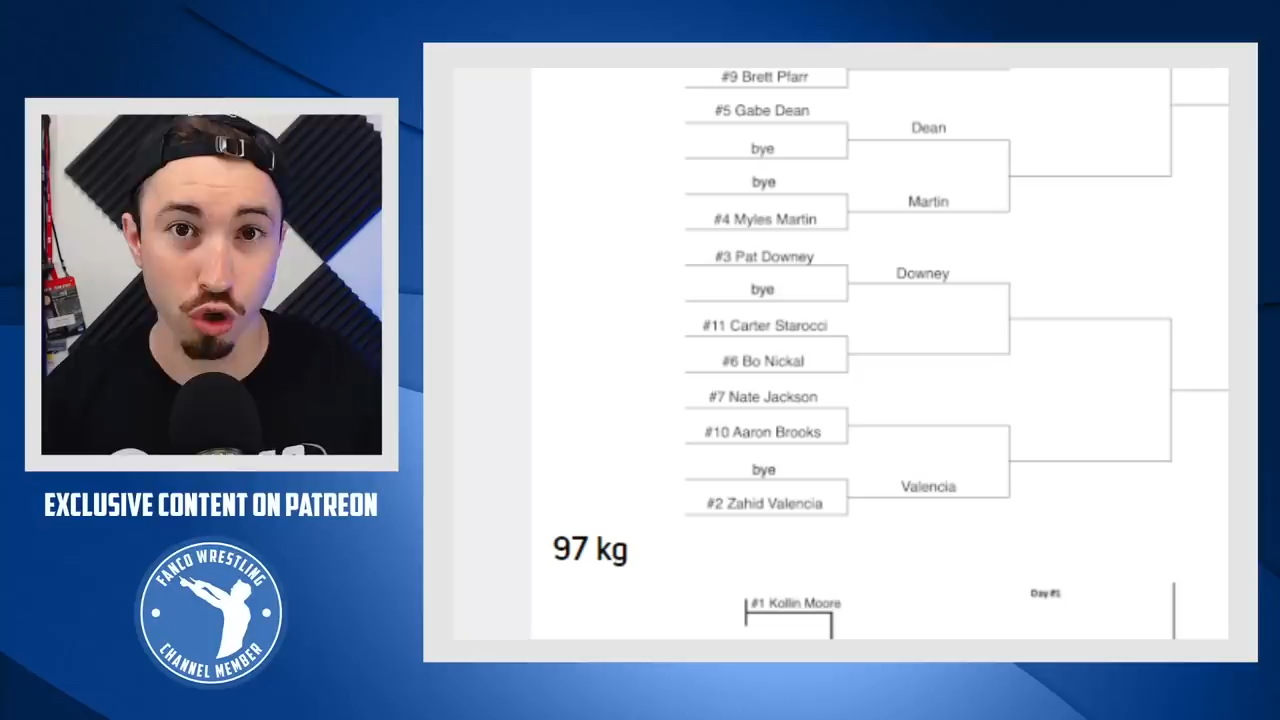 EXCLUSIVE CONTENT ON PATREON
FANCO WRESTLING
CHANNEL MEMBER
#9 Brett Pfarr
#5 Gabe Dean
Dean
bye
bye
Martin
#4 Myles Martin
#3 Pat Downey
Downey
bye
#11 Carter Starocci
#6 Bo Nickal
#7 Nate Jackson
#10 Aaron Brooks
bye
Valencia
#2 Zahid Valencia
97 kg
Day #1
#1 Kollin Moore